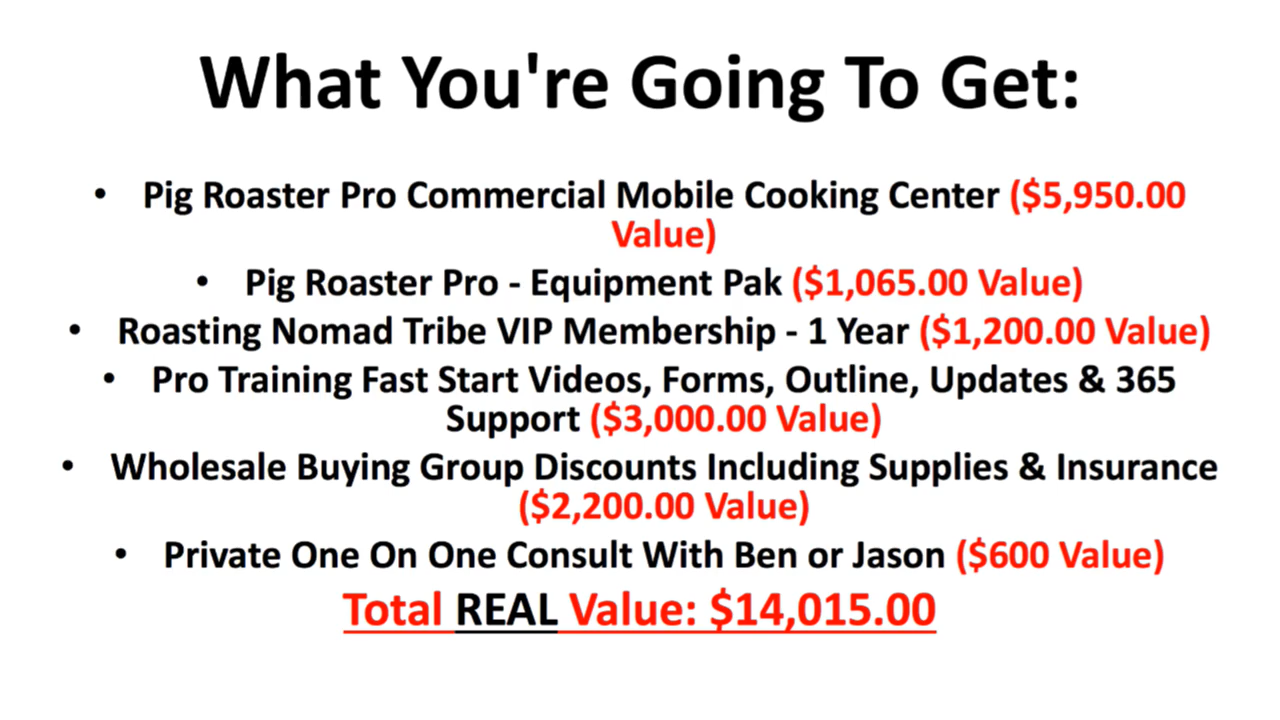 What You're Going To Get:
• Pig Roaster Pro Commercial Mobile Cooking Center ($5,950.00
Value)
• Pig Roaster Pro - Equipment Pak ($1,065.00 Value)
• Roasting Nomad Tribe VIP Membership - 1 Year ($1,200.00 Value)
• Pro Training Fast Start Videos, Forms, Outline, Updates & 365
Support ($3,000.00 Value)
• Wholesale Buying Group Discounts Including Supplies & Insurance
($2,200.00 Value)
• Private One On One Consult With Ben or Jason ($600 Value)
Total REAL Value: $14,015.00